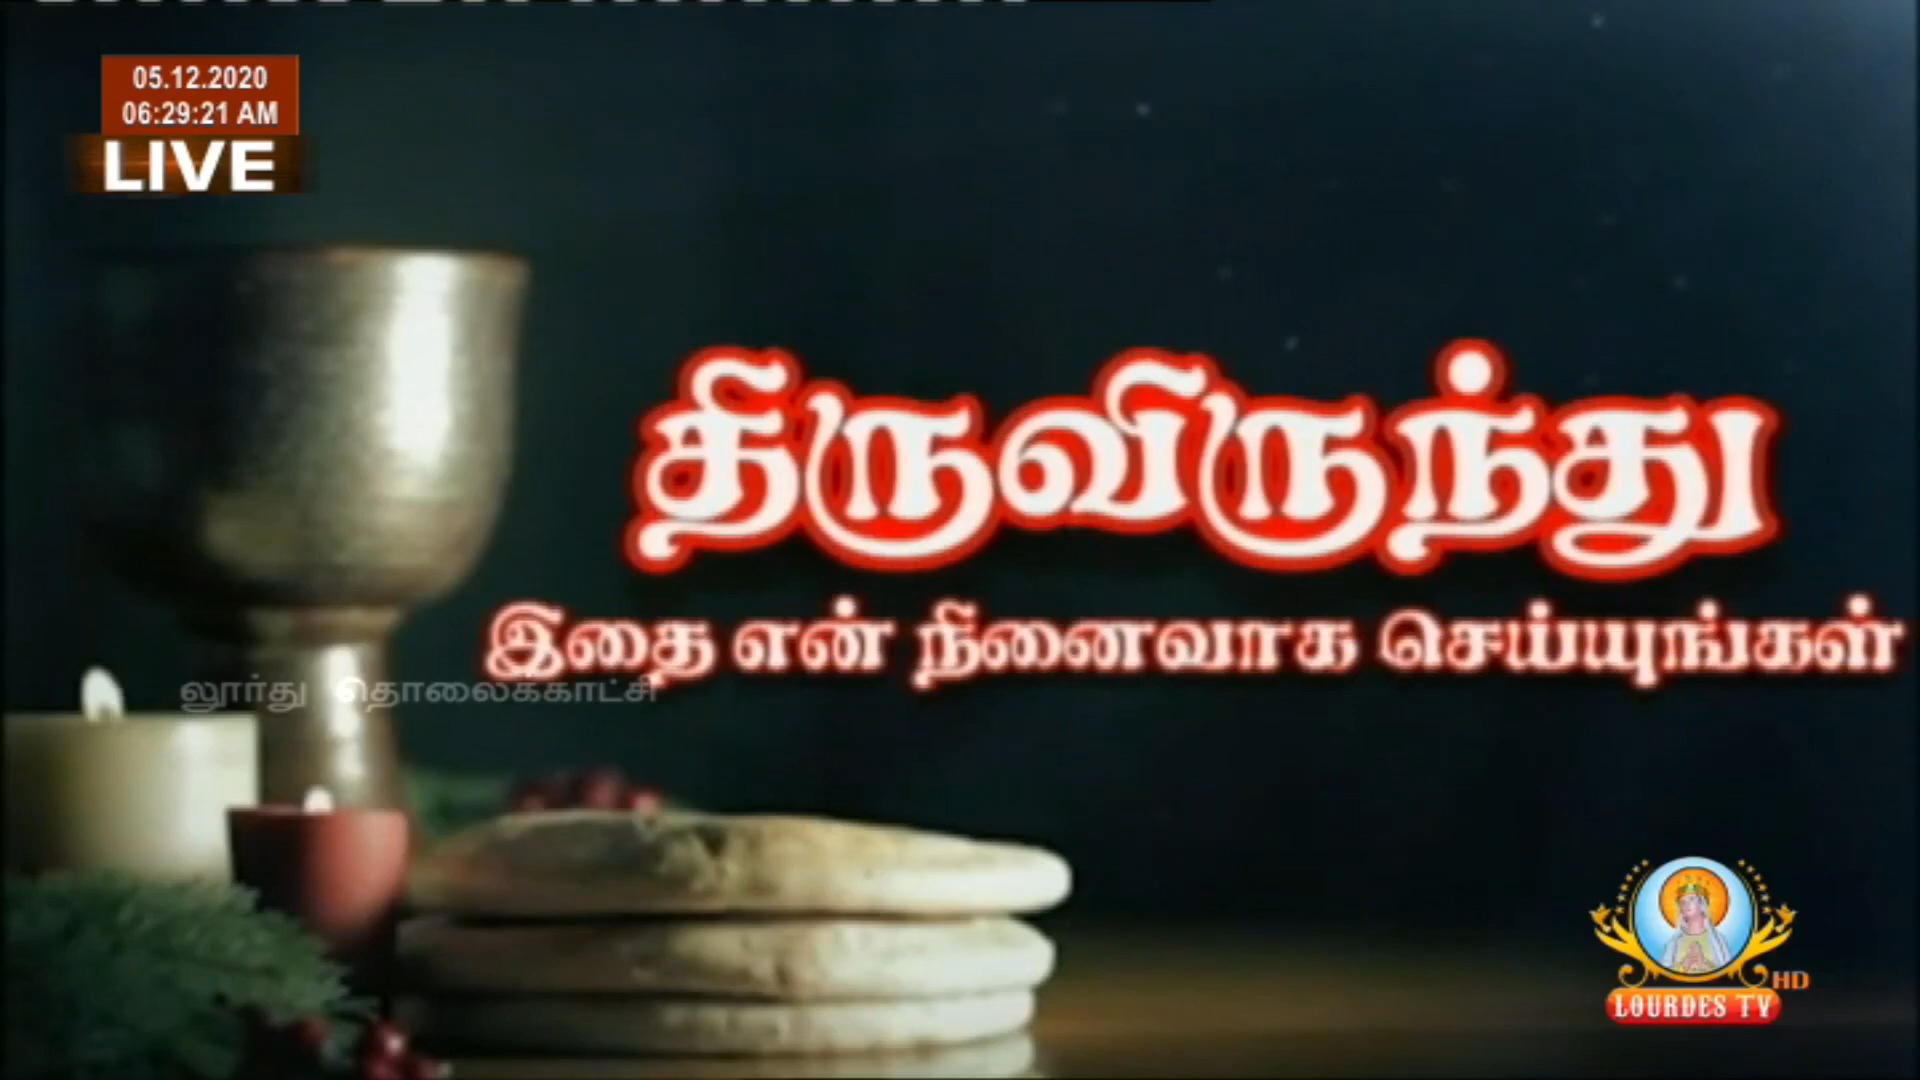 05.12.2020
06:29:21 AM
LIVE
திருவிருந்து
இதை என் நினைவாக செய்யுங்கள்
லூர்து தொலைக்காட்சி
HD
LOURDES TV